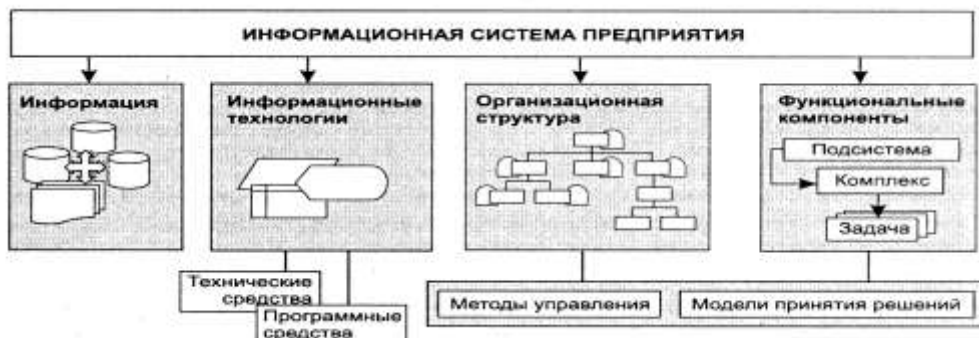 ИНФОРМАЦИОННАЯ СИСТЕМА ПРЕДПРИЯТИЯ
Информация
Информационные
технологии
Организационная
структура
Функциональные
компоненты
Подсистема
Комплекс
Задача
Технические
средства
Программные
средства
Методы управления
Модели принятия решений